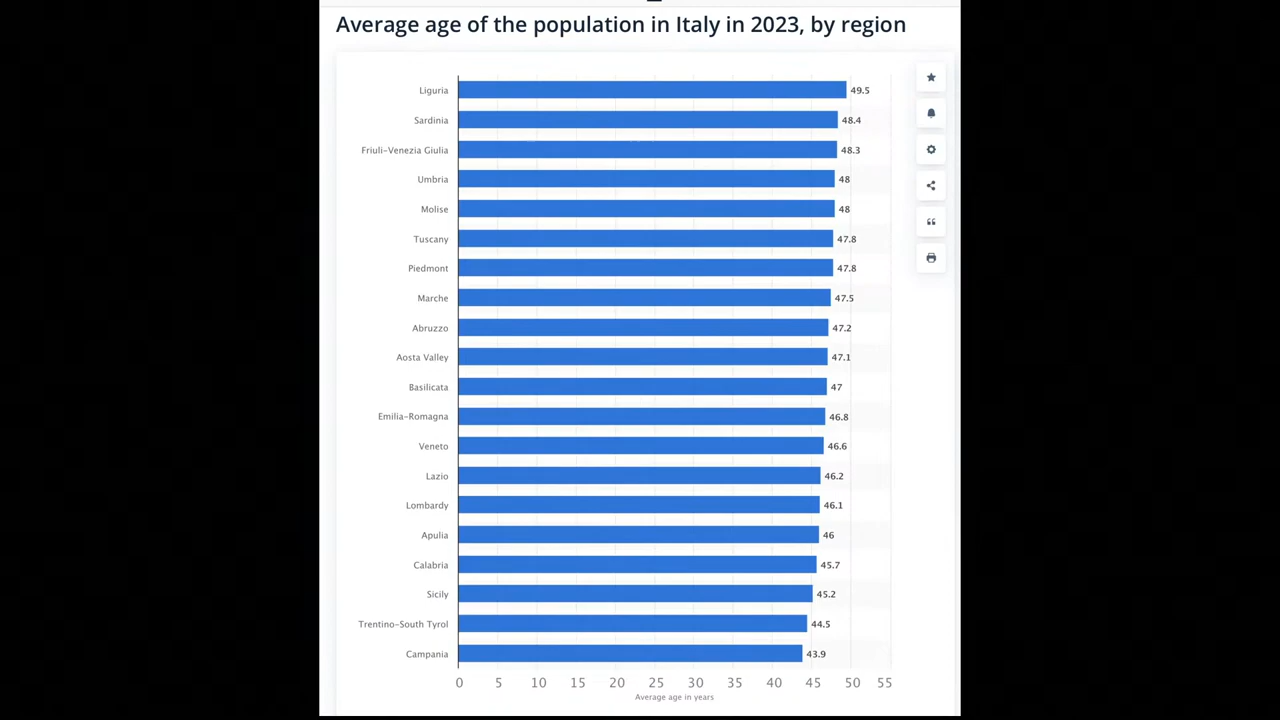 Average age of the population in Italy in 2023, by region
Liguria 49.5
Sardinia 48.4
Friuli-Venezia Giulia 48.3
Umbria 48
Molise 48
Tuscany 47.8
Piedmont 47.8
Marche 47.5
Abruzzo 47.2
Aosta Valley 47.1
Basilicata 47
Emilia-Romagna 46.8
Veneto 46.6
Lazio 46.2
Lombardy 46.1
Apulia 46
Calabria 45.7
Sicily 45.2
Trentino-South Tyrol 44.5
Campania 43.9
0 5 10 15 20 25 30 35 40 45 50 55
Average age in years